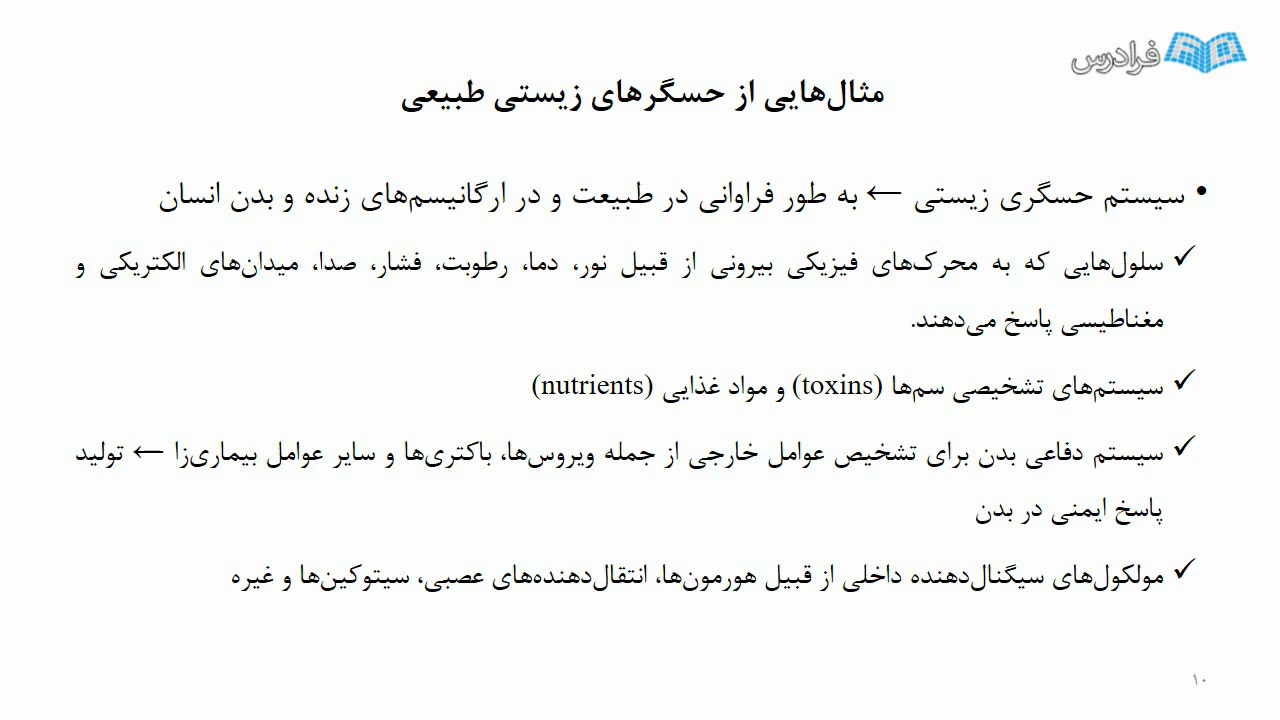 فرادرس
مثال‌هایی از حسگرهای زیستی طبیعی
• سیستم حسگری زیستی ← به طور فراوانی در طبیعت و در ارگانیسم‌های زنده و بدن انسان
✓ سلول‌هایی که به محرک‌های فیزیکی بیرونی از قبیل نور، دما، رطوبت، فشار، صدا، میدان‌های الکتریکی و
مغناطیسی پاسخ می‌دهند.
✓ سیستم‌های تشخیصی سم‌ها (toxins) و مواد غذایی (nutrients)
✓ سیستم دفاعی بدن برای تشخیص عوامل خارجی از جمله ویروس‌ها، باکتری‌ها و سایر عوامل بیماری‌زا ← تولید
پاسخ ایمنی در بدن
✓ مولکول‌های سیگنال‌دهنده داخلی از قبیل هورمون‌ها، انتقال‌دهنده‌های عصبی، سیتوکین‌ها و غیره
۱۰